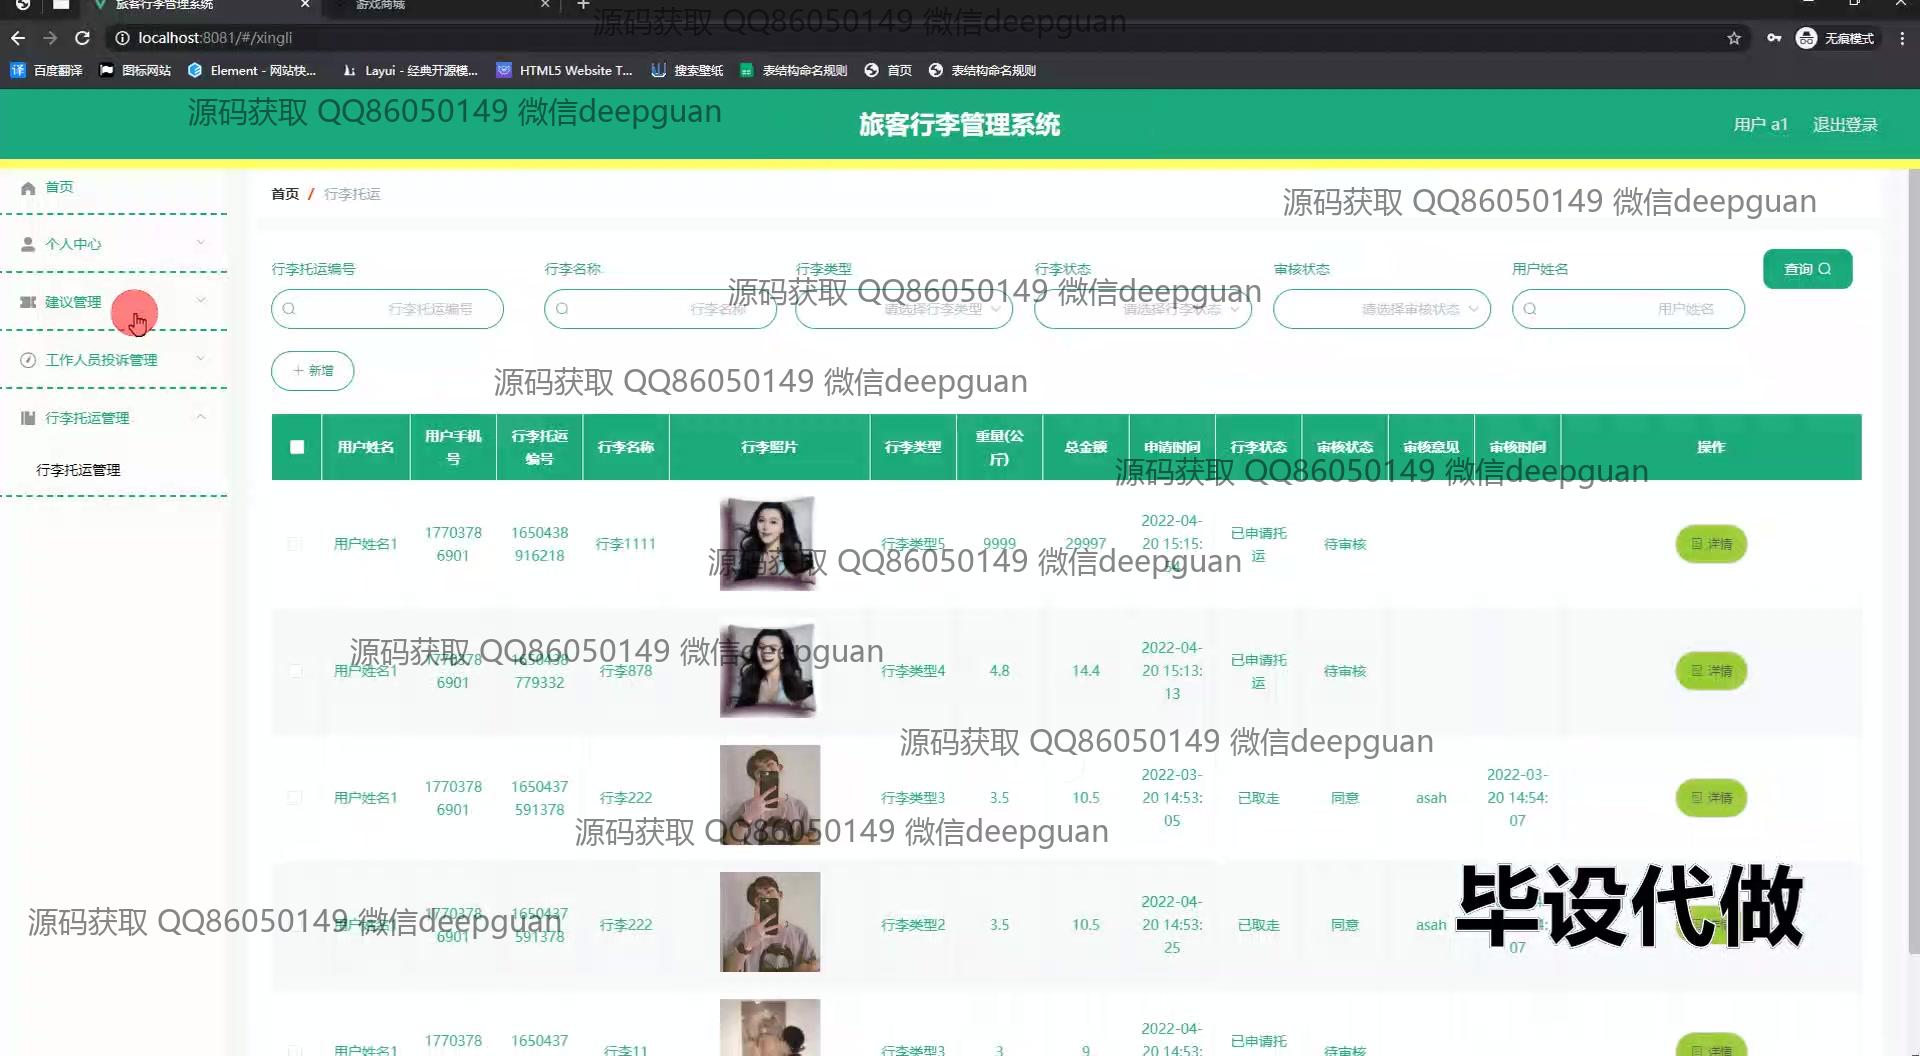 旅客行李管理系统
游戏商城
源码获取 QQ86050149 微信deepguan
localhost:8081/#/xingli
无痕模式
百度翻译
图标网站
Element - 网站快...
Layui - 经典开源模...
HTML5 Website T...
搜索壁纸
表结构命名规则
首页
表结构命名规则
源码获取 QQ86050149 微信deepguan
旅客行李管理系统
用户 a1
退出登录
首页
个人中心
建议管理
工作人员投诉管理
行李托运管理
行李托运管理
首页 / 行李托运
源码获取 QQ86050149 微信deepguan
行李托运编号
行李名称
行李类型
行李状态
审核状态
用户姓名
查询
行李托运编号
行李名称
请选择行李类型
请选择行李状态
请选择审核状态
用户姓名
源码获取 QQ86050149 微信deepguan
+ 新增
源码获取 QQ86050149 微信deepguan
用户姓名
用户手机
号
行李托运
编号
行李名称
行李照片
行李类型
重量(公
斤)
总金额
申请时间
行李状态
审核状态
审核意见
审核时间
操作
源码获取 QQ86050149 微信deepguan
用户姓名1
1770378
6901
1650438
916218
行李1111
行李类型5
9999
29997
2022-04-
20 15:15:
已申请托
运
待审核
详情
源码获取 QQ86050149 微信deepguan
用户姓名1
1770378
6901
1650438
779332
行李878
行李类型4
4.8
14.4
2022-04-
20 15:13:
13
已申请托
运
待审核
详情
源码获取 QQ86050149 微信deepguan
源码获取 QQ86050149 微信deepguan
用户姓名1
1770378
6901
1650437
591378
行李222
行李类型3
3.5
10.5
2022-03-
20 14:53:
05
已取走
同意
asah
2022-03-
20 14:54:
07
详情
源码获取 QQ86050149 微信deepguan
用户姓名1
1770378
6901
1650437
591378
行李222
行李类型2
3.5
10.5
2022-04-
20 14:53:
25
已取走
同意
asah
07
毕设代做
源码获取 QQ86050149 微信deepguan
用户姓名1
1770378
1650437
行李11
行李类型3
3
9
2022-04-
20 14:53:
已申请托
待审核
详情